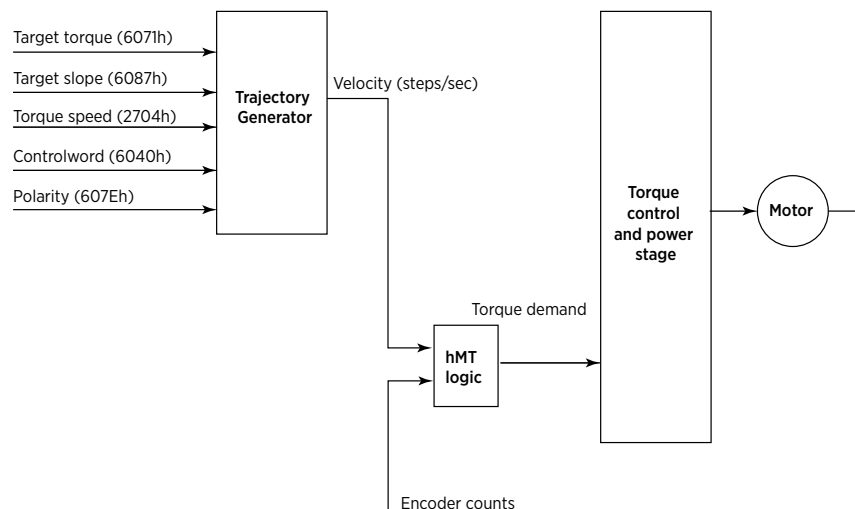 Target torque (6071h)
Target slope (6087h)
Torque speed (2704h)
Controlword (6040h)
Polarity (607Eh)
Trajectory
Generator
Velocity (steps/sec)
Torque
control
and power
stage
Motor
Torque demand
hMT
logic
Encoder counts